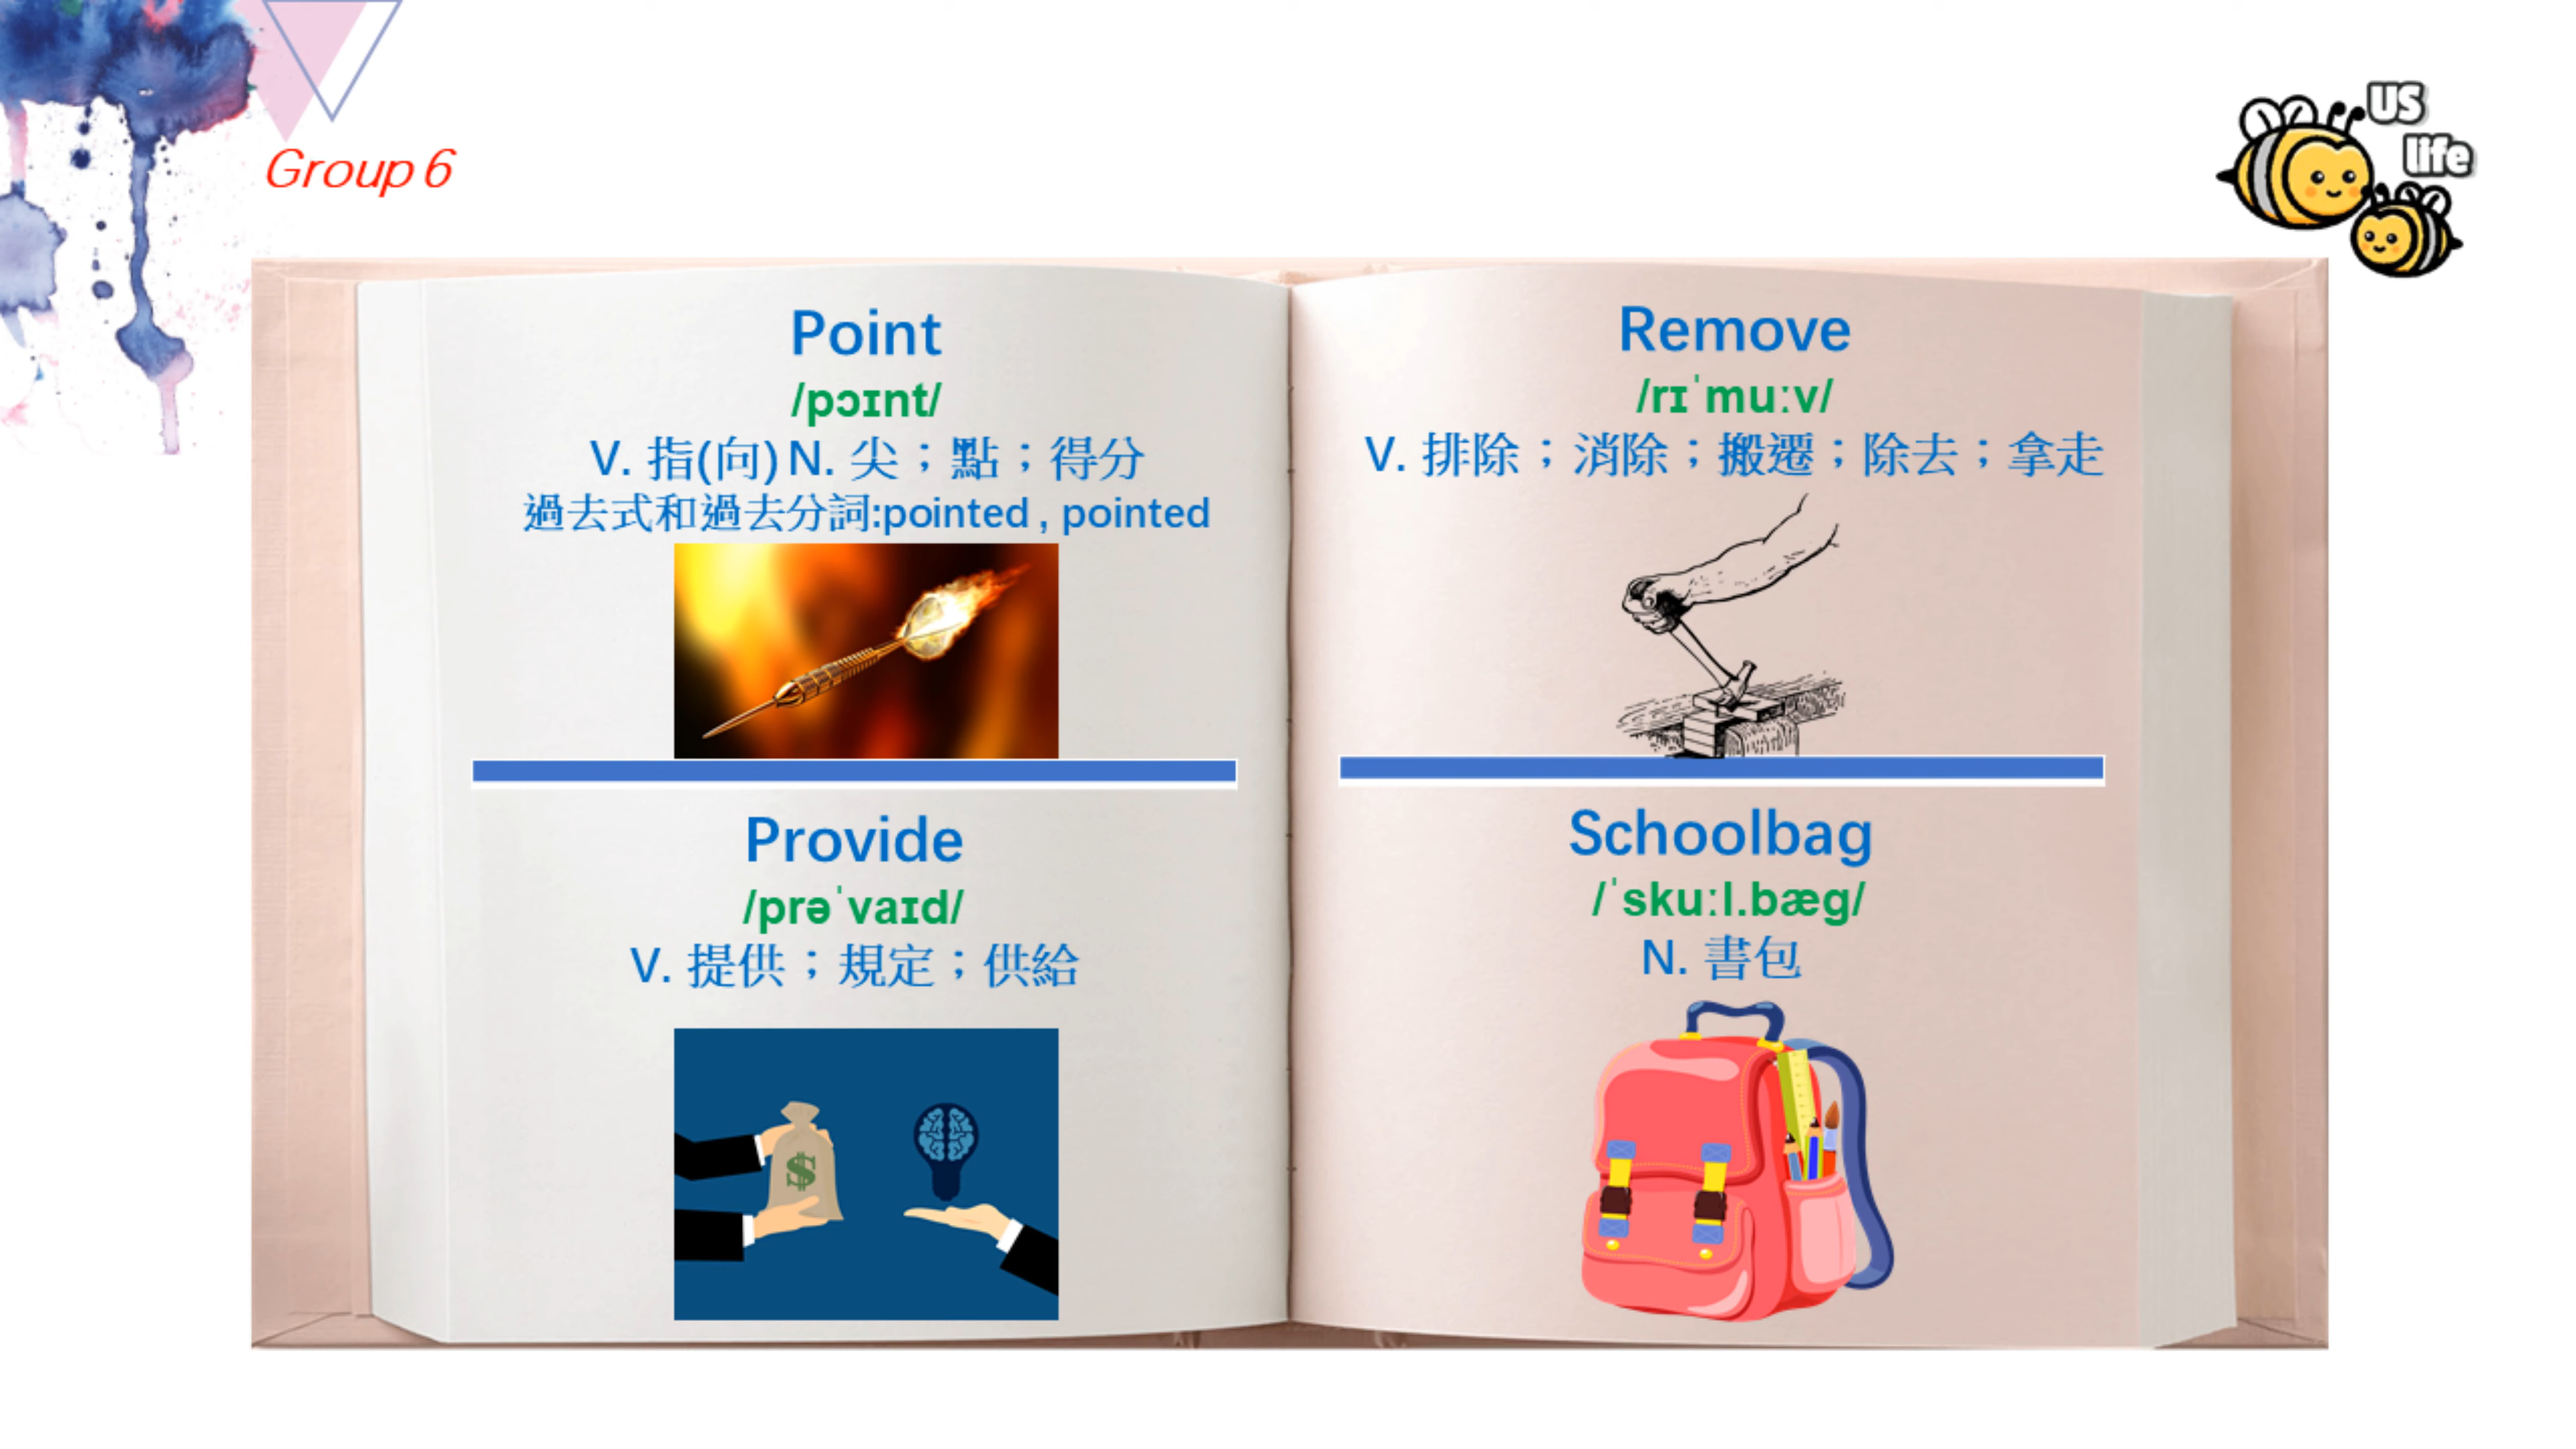 Group 6
US
life
Point
/pɔɪnt/
V. 指(向) N. 尖；點；得分
過去式和過去分詞:pointed , pointed
Provide
/prəˈvaɪd/
V. 提供；規定；供給
$
Remove
/rɪˈmuːv/
V. 排除；消除；搬遷；除去；拿走
Schoolbag
/ˈskuːl.bæg/
N. 書包